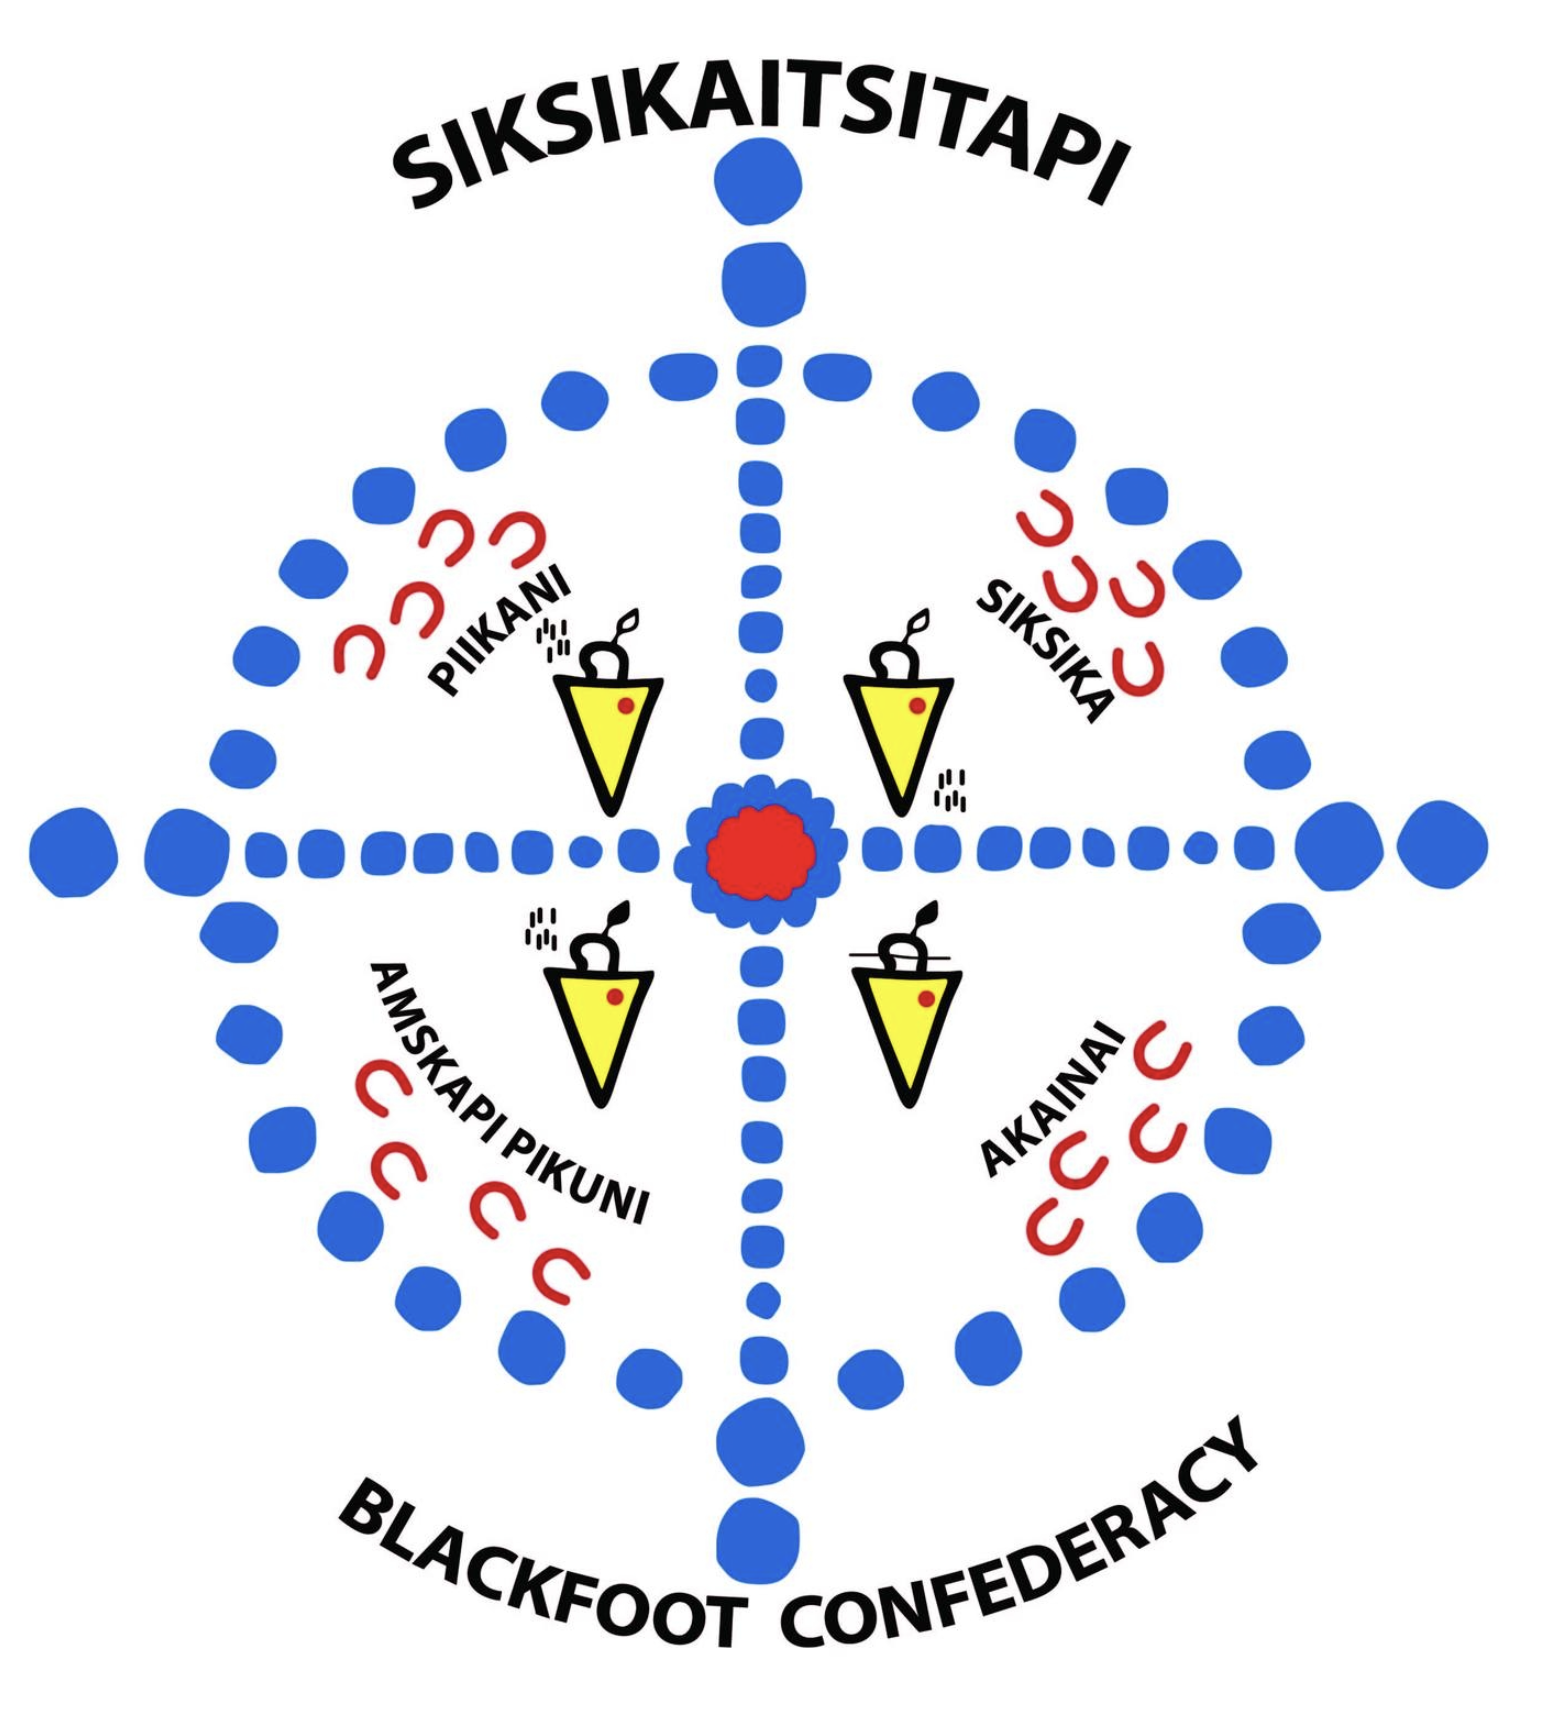 SIKSIKAITSITAPI
PIIKANI
SIKSIKA
AMSKAPI PIKUNI
AKAINAI
BLACKFOOT CONFEDERACY